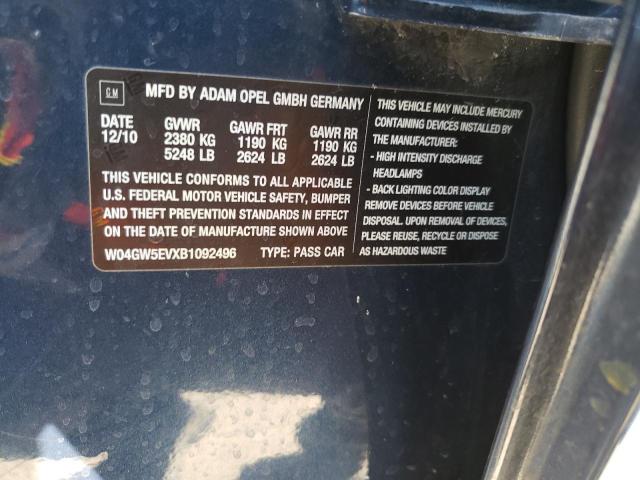 GM
MFD BY ADAM OPEL GMBH GERMANY
DATE GVWR GAWR FRT GAWR RR
12/10 2380 KG 1190 KG 1190 KG
5248 LB 2624 LB 2624 LB
THIS VEHICLE CONFORMS TO ALL APPLICABLE
U.S. FEDERAL MOTOR VEHICLE SAFETY, BUMPER
AND THEFT PREVENTION STANDARDS IN EFFECT
ON THE DATE OF MANUFACTURE SHOWN ABOVE
W04GW5EVXB1092496 TYPE: PASS CAR
THIS VEHICLE MAY INCLUDE MERCURY
CONTAINING DEVICES INSTALLED BY
THE MANUFACTURER:
- HIGH INTENSITY DISCHARGE
HEADLAMPS
- BACK LIGHTING COLOR DISPLAY
REMOVE DEVICES BEFORE VEHICLE
DISPOSAL. UPON REMOVAL OF DEVICES,
PLEASE REUSE, RECYCLE OR DISPOSE
AS HAZARDOUS WASTE